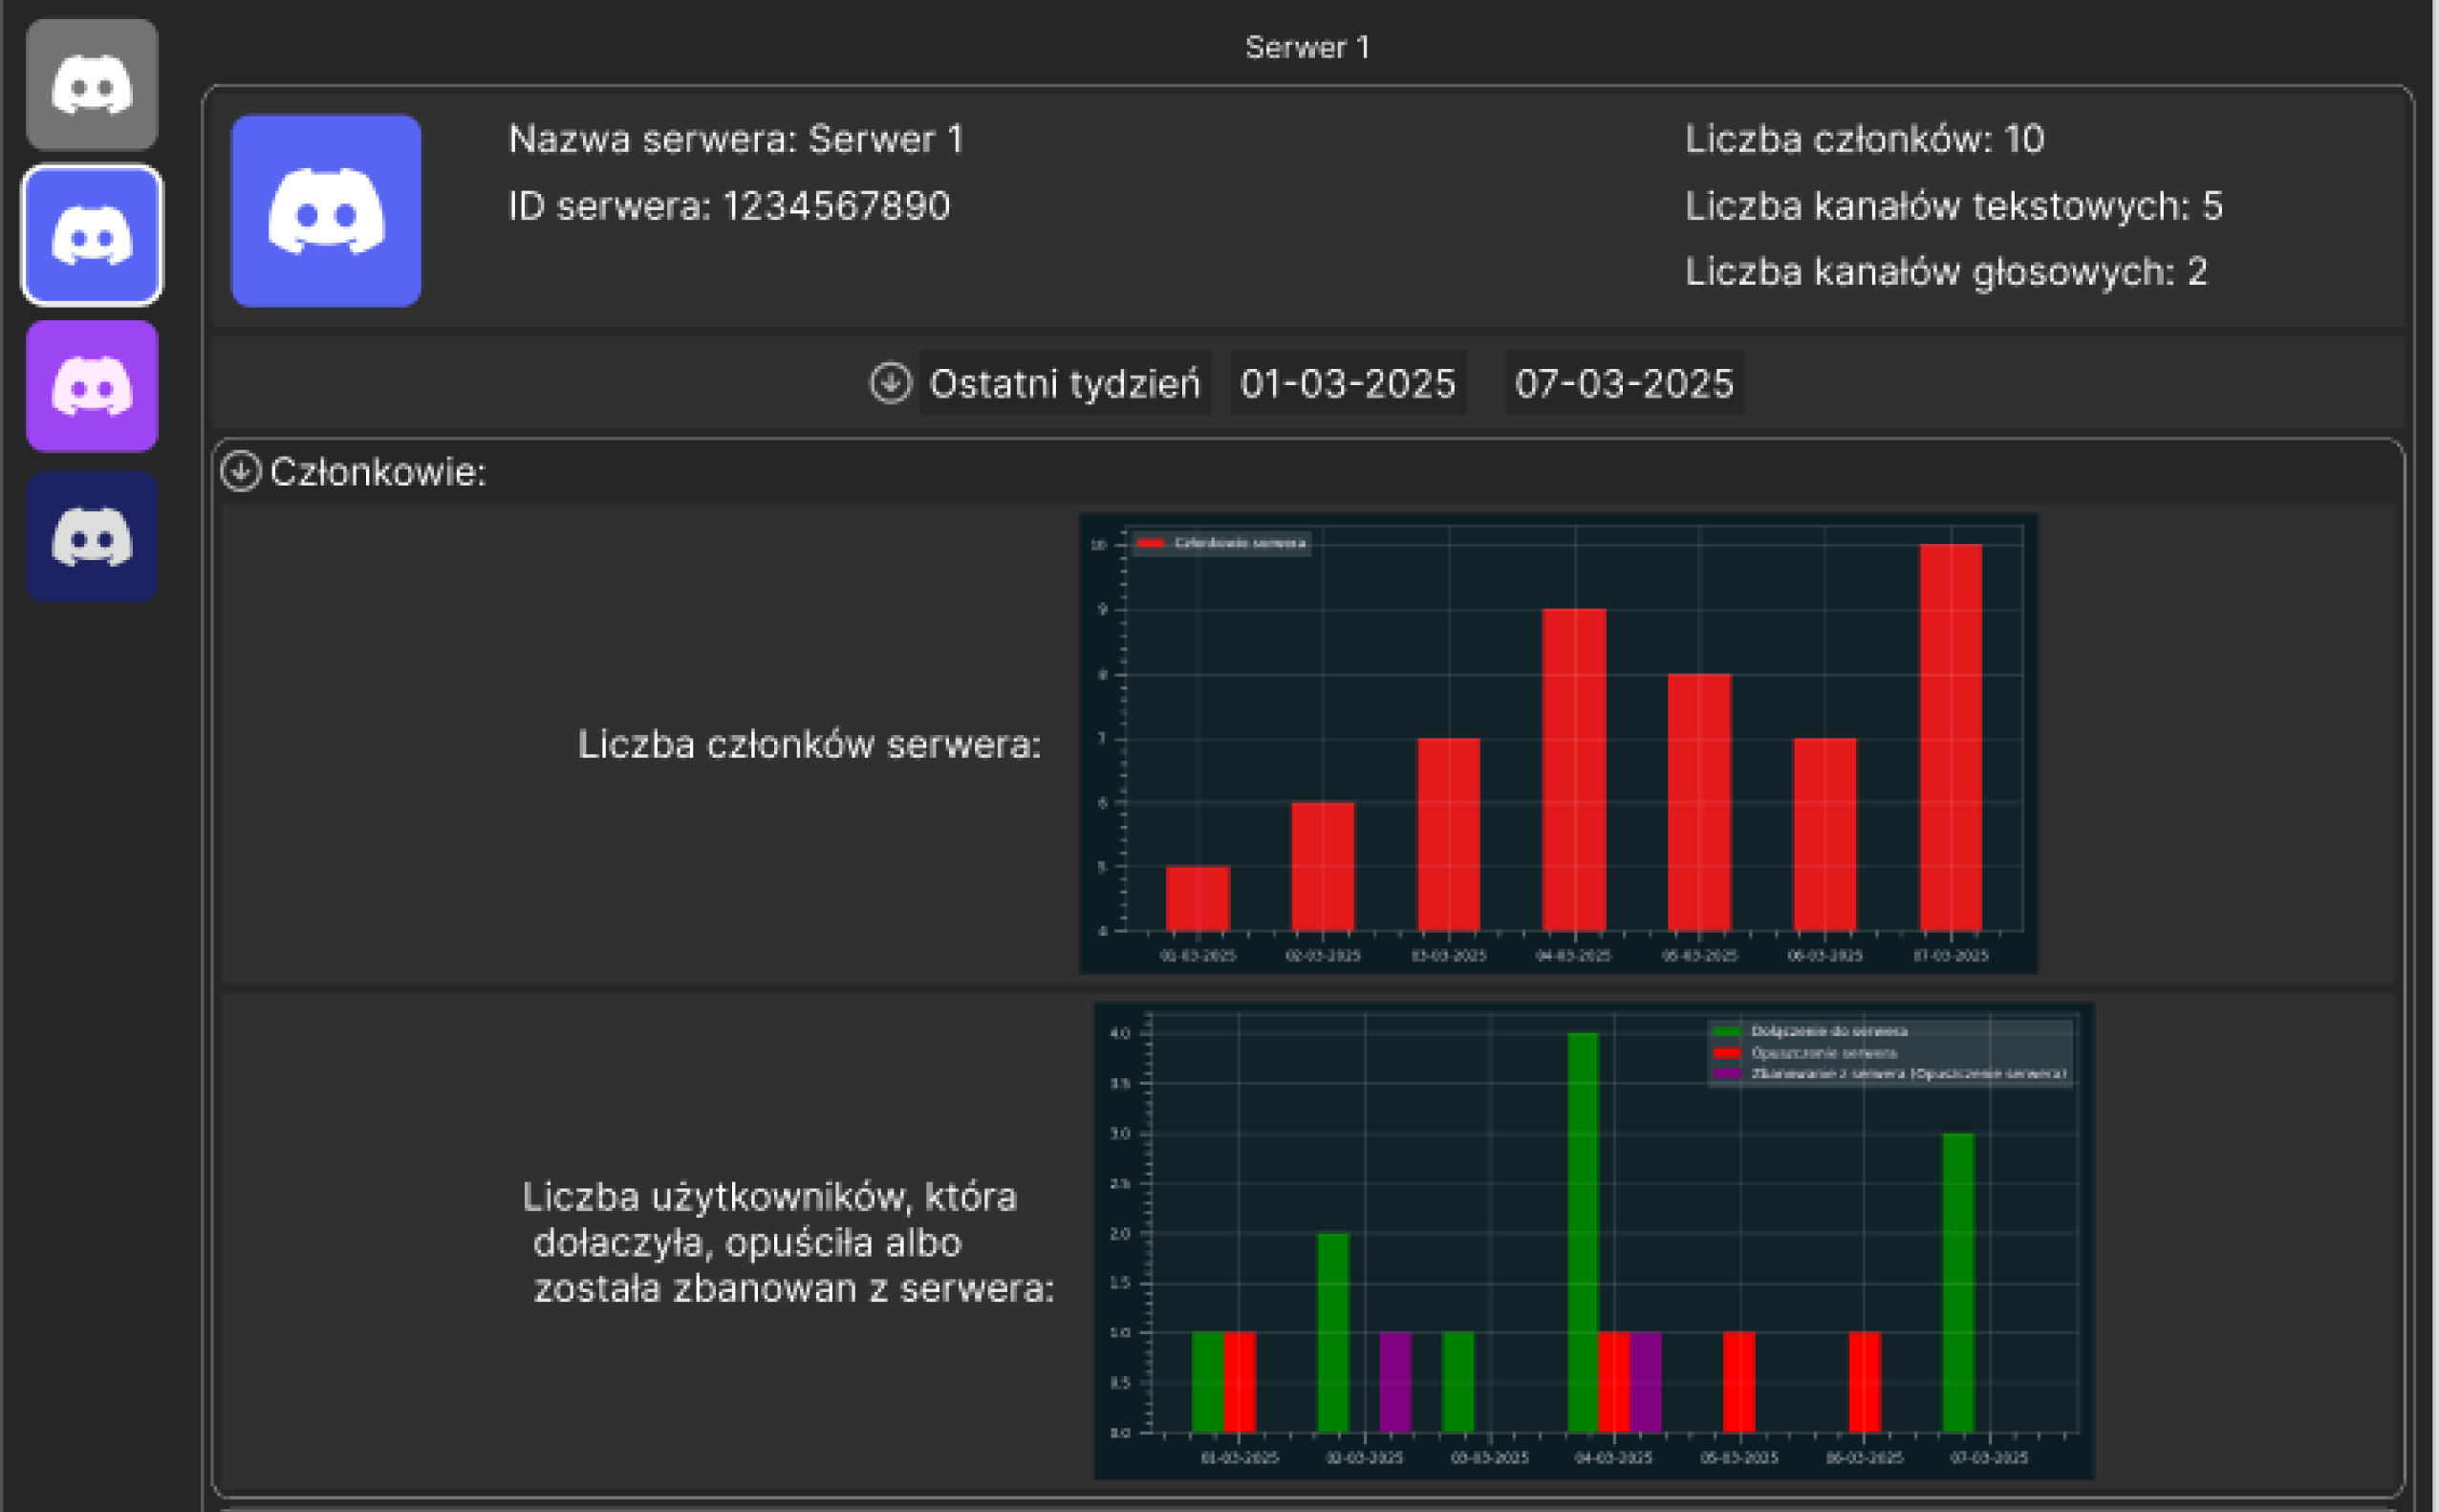 Serwer 1
Nazwa serwera: Serwer 1
ID serwera: 1234567890
Liczba członków: 10
Liczba kanałów tekstowych: 5
Liczba kanałów głosowych: 2
Ostatni tydzień 01-03-2025 07-03-2025
Członkowie:
Liczba członków serwera:
Członkowie serwera
10
9
8
7
6
5
4
01-03-2025 02-03-2025 03-03-2025 04-03-2025 05-03-2025 06-03-2025 07-03-2025
Liczba użytkowników, która
dołaczyła, opuściła albo
została zbanowan z serwera:
Dołączenie do serwera
Opuszczenie serwera
Zbanowanie z serwera (Opuszczenie serwera)
4.0
3.5
3.0
2.5
2.0
1.5
1.0
0.5
0.0
01-03-2025 02-03-2025 03-03-2025 04-03-2025 05-03-2025 06-03-2025 07-03-2025